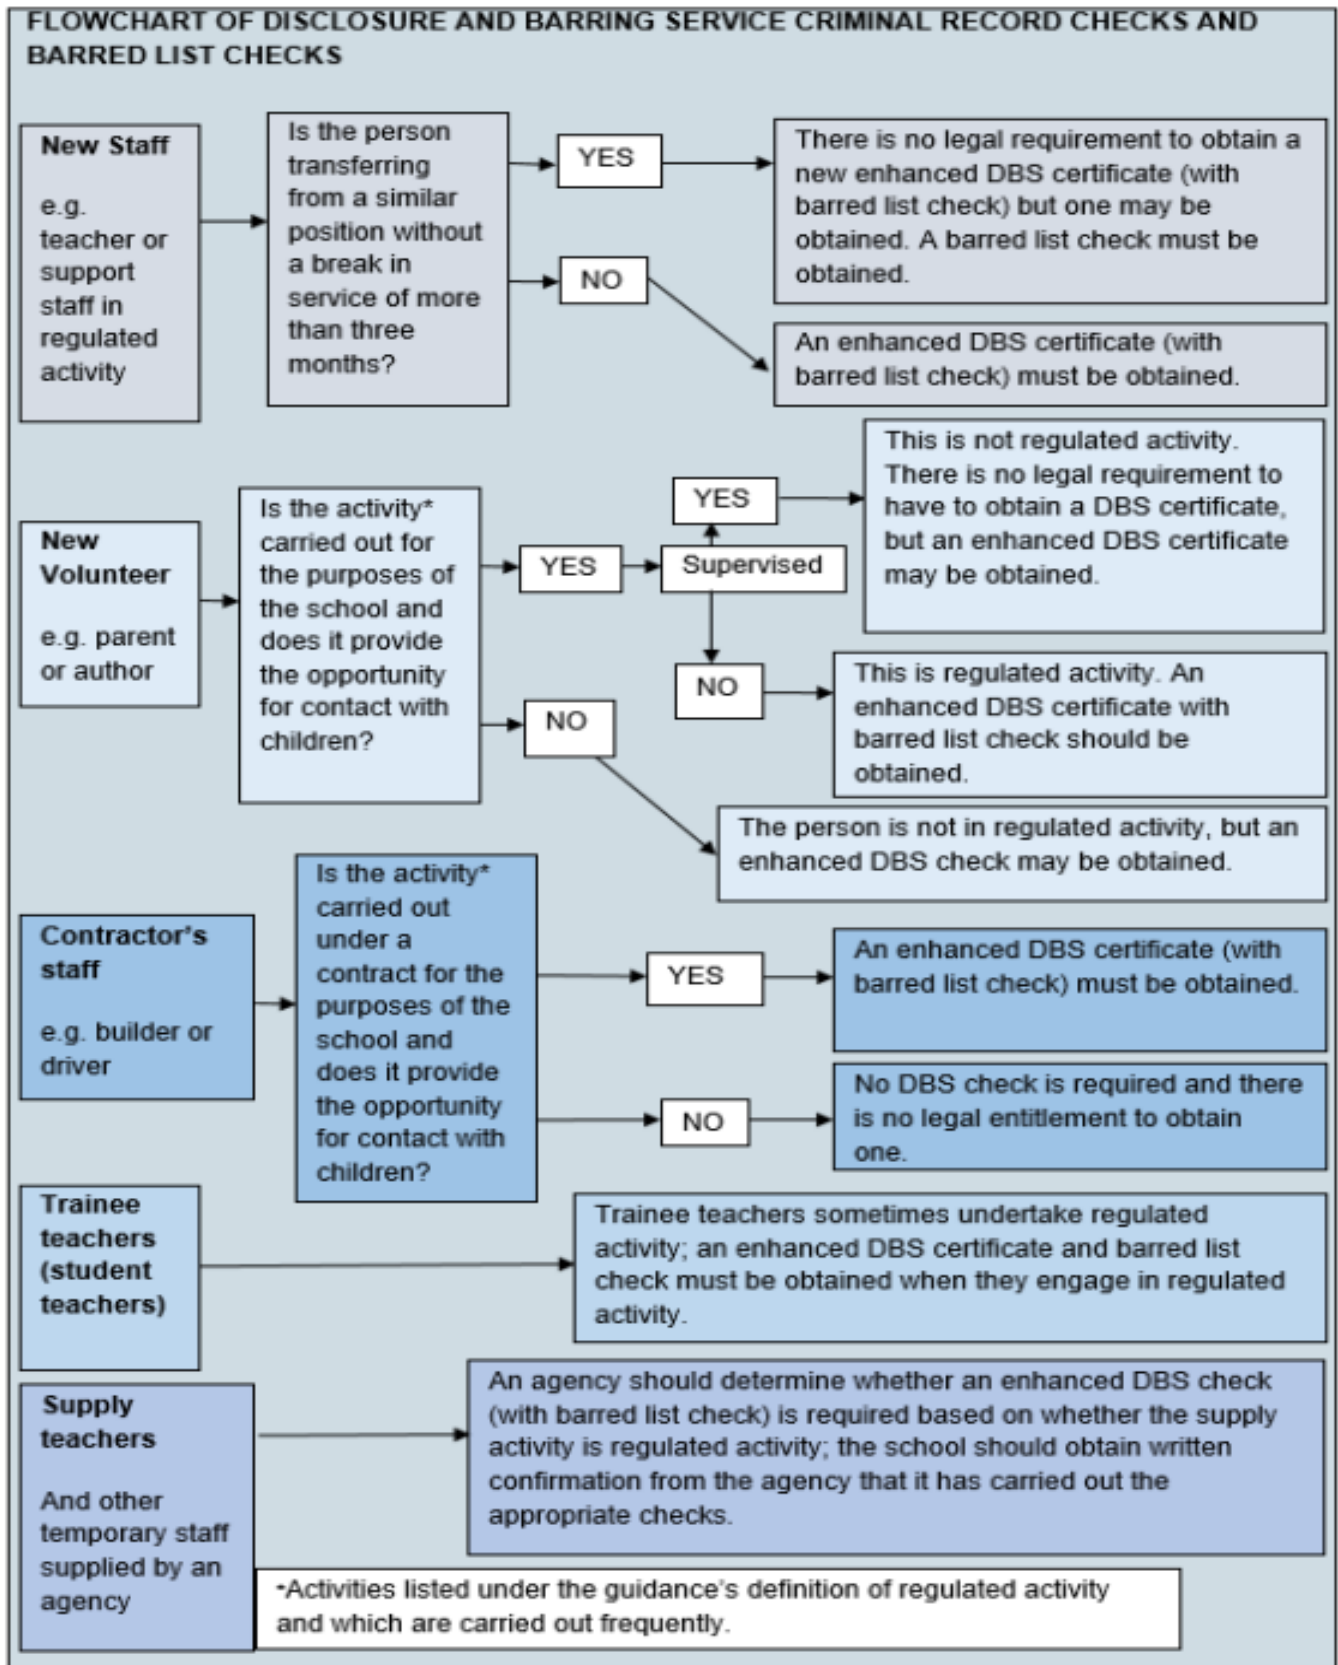 FLOWCHART OF DISCLOSURE AND BARRING SERVICE CRIMINAL RECORD CHECKS AND
BARRED LIST CHECKS
New Staff
e.g.
teacher or
support
staff in
regulated
activity
Is the person
transferring
from a similar
position without
a break in
service of more
than three
months?
YES
There is no legal requirement to obtain a
new enhanced DBS certificate (with
barred list check) but one may be
obtained. A barred list check must be
obtained.
NO
An enhanced DBS certificate (with
barred list check) must be obtained.
New
Volunteer
e.g. parent
or author
Is the activity*
carried out for
the purposes of
the school and
does it provide
the opportunity
for contact with
children?
YES
Supervised
YES
This is not regulated activity.
There is no legal requirement to
have to obtain a DBS certificate,
but an enhanced DBS certificate
may be obtained.
NO
This is regulated activity. An
enhanced DBS certificate with
barred list check should be
obtained.
NO
The person is not in regulated activity, but an
enhanced DBS check may be obtained.
Contractor's
staff
e.g. builder or
driver
Is the activity*
carried out
under a
contract for the
purposes of the
school and
does it provide
the opportunity
for contact with
children?
YES
An enhanced DBS certificate (with
barred list check) must be obtained.
NO
No DBS check is required and there
is no legal entitlement to obtain
one.
Trainee
teachers
(student
teachers)
Trainee teachers sometimes undertake regulated
activity; an enhanced DBS certificate and barred list
check must be obtained when they engage in regulated
activity.
Supply
teachers
And other
temporary staff
supplied by an
agency
An agency should determine whether an enhanced DBS check
(with barred list check) is required based on whether the supply
activity is regulated activity; the school should obtain written
confirmation from the agency that it has carried out the
appropriate checks.
*Activities listed under the guidance's definition of regulated activity
and which are carried out frequently.